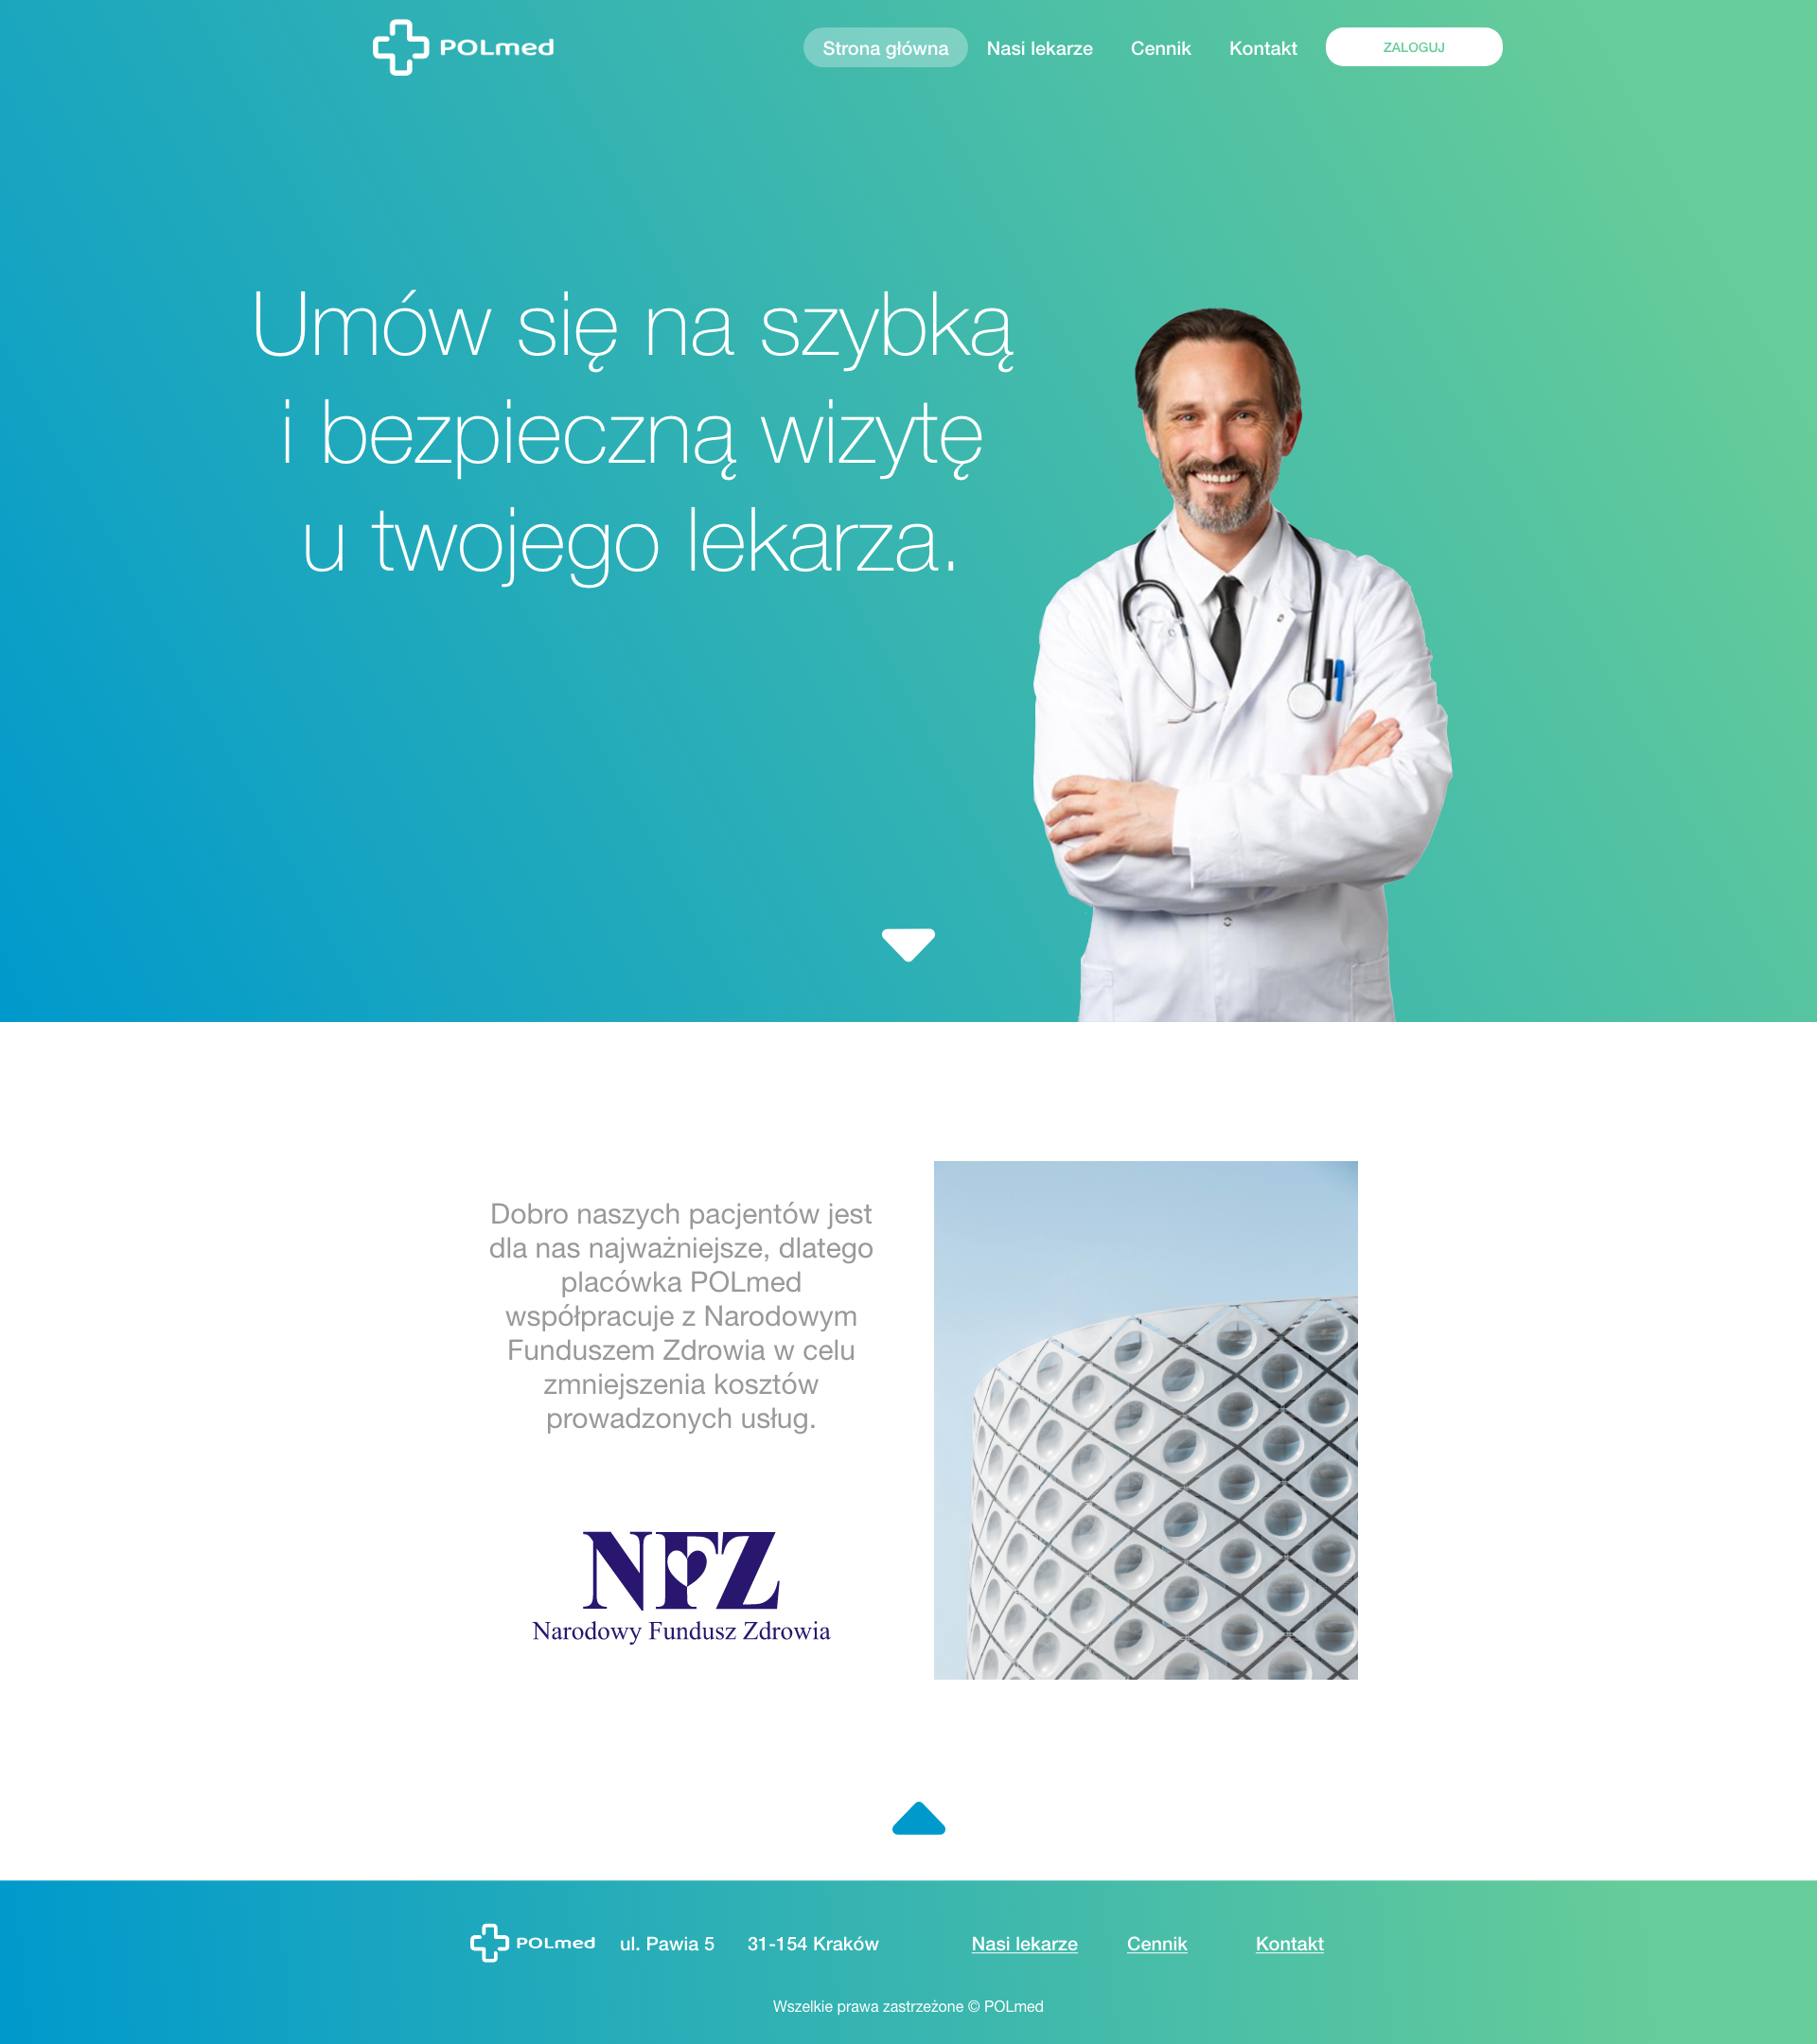 POLmed
Strona główna
Nasi lekarze
Cennik
Kontakt
ZALOGUJ
Umów się na szybką
i bezpieczną wizytę
u twojego lekarza.
Dobro naszych pacjentów jest
dla nas najważniejsze, dlatego
placówka POLmed
współpracuje z Narodowym
Funduszem Zdrowia w celu
zmniejszenia kosztów
prowadzonych usług.
NFZ
Narodowy Fundusz Zdrowia
POLmed
ul. Pawia 5
31-154 Kraków
Nasi lekarze
Cennik
Kontakt
Wszelkie prawa zastrzeżone © POLmed